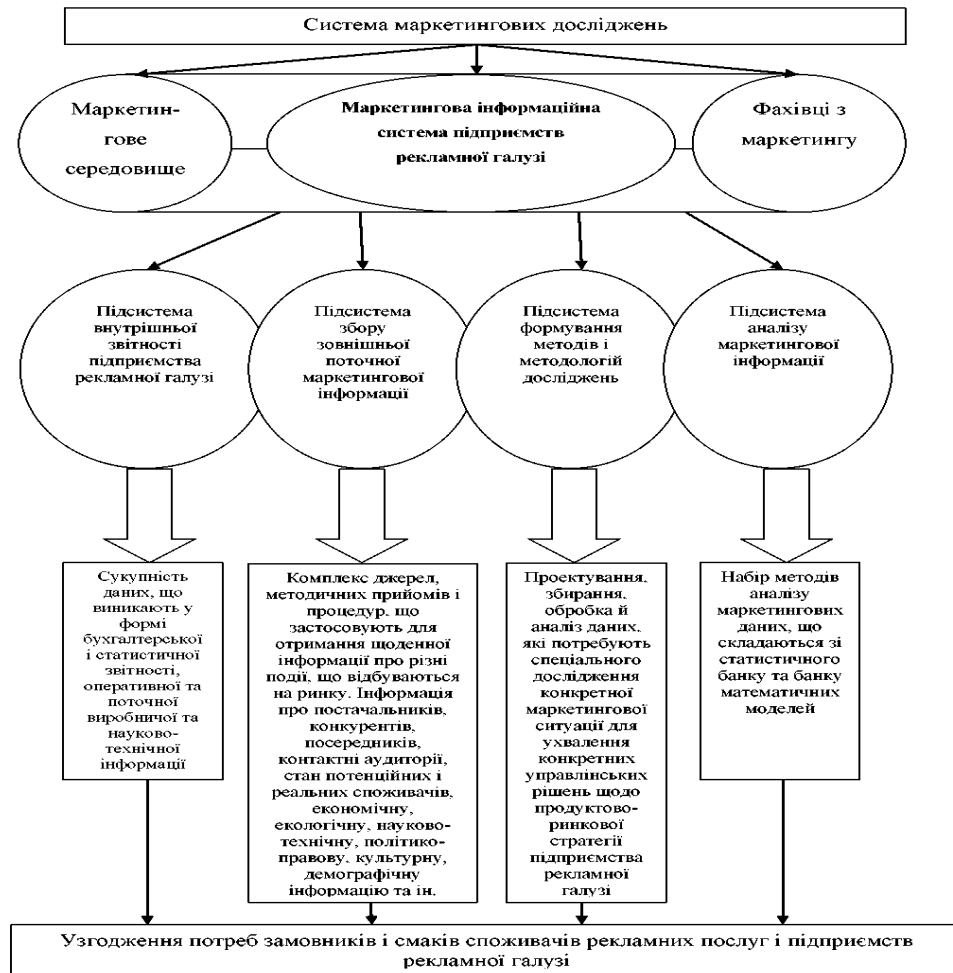 Система маркетингових досліджень
Маркетин-
гове
середовище
Маркетингова інформаційна
система підприємств
рекламної галузі
Фахівці з
маркетингу
Підсистема
внутрішньої
звітності
підприємства
рекламної галузі
Підсистема
збору
зовнішньої
поточної
маркетингової
інформації
Підсистема
формування
методів і
методологій
досліджень
Підсистема
аналізу
маркетингової
інформації
Сукупність
даних, що
виникають у
формі
бухгалтерської
і статистичної
звітності,
оперативної та
поточної
виробничої та
науково-
технічної
інформації
Комплекс джерел,
методичних прийомів і
процедур, що
застосовують для
отримання щоденної
інформації про різні
події, що відбуваються
на ринку. Інформація
про постачальників,
конкурентів,
посередників,
контактні аудиторії,
стан потенційних і
реальних споживачів,
економічну,
екологічну, науково-
технічну, політико-
правову, культурну,
демографічну
інформацію та ін.
Проектування,
збирання,
обробка й
аналіз даних,
які потребують
спеціального
дослідження
конкретної
маркетингової
ситуації для
ухвалення
конкретних
управлінських
рішень щодо
продуктово-
ринкової
стратегії
підприємства
рекламної
галузі
Набір методів
аналізу
маркетингових
даних, що
складаються зі
статистичного
банку та банку
математичних
моделей
Узгодження потреб замовників і смаків споживачів рекламних послуг і підприємств
рекламної галузі